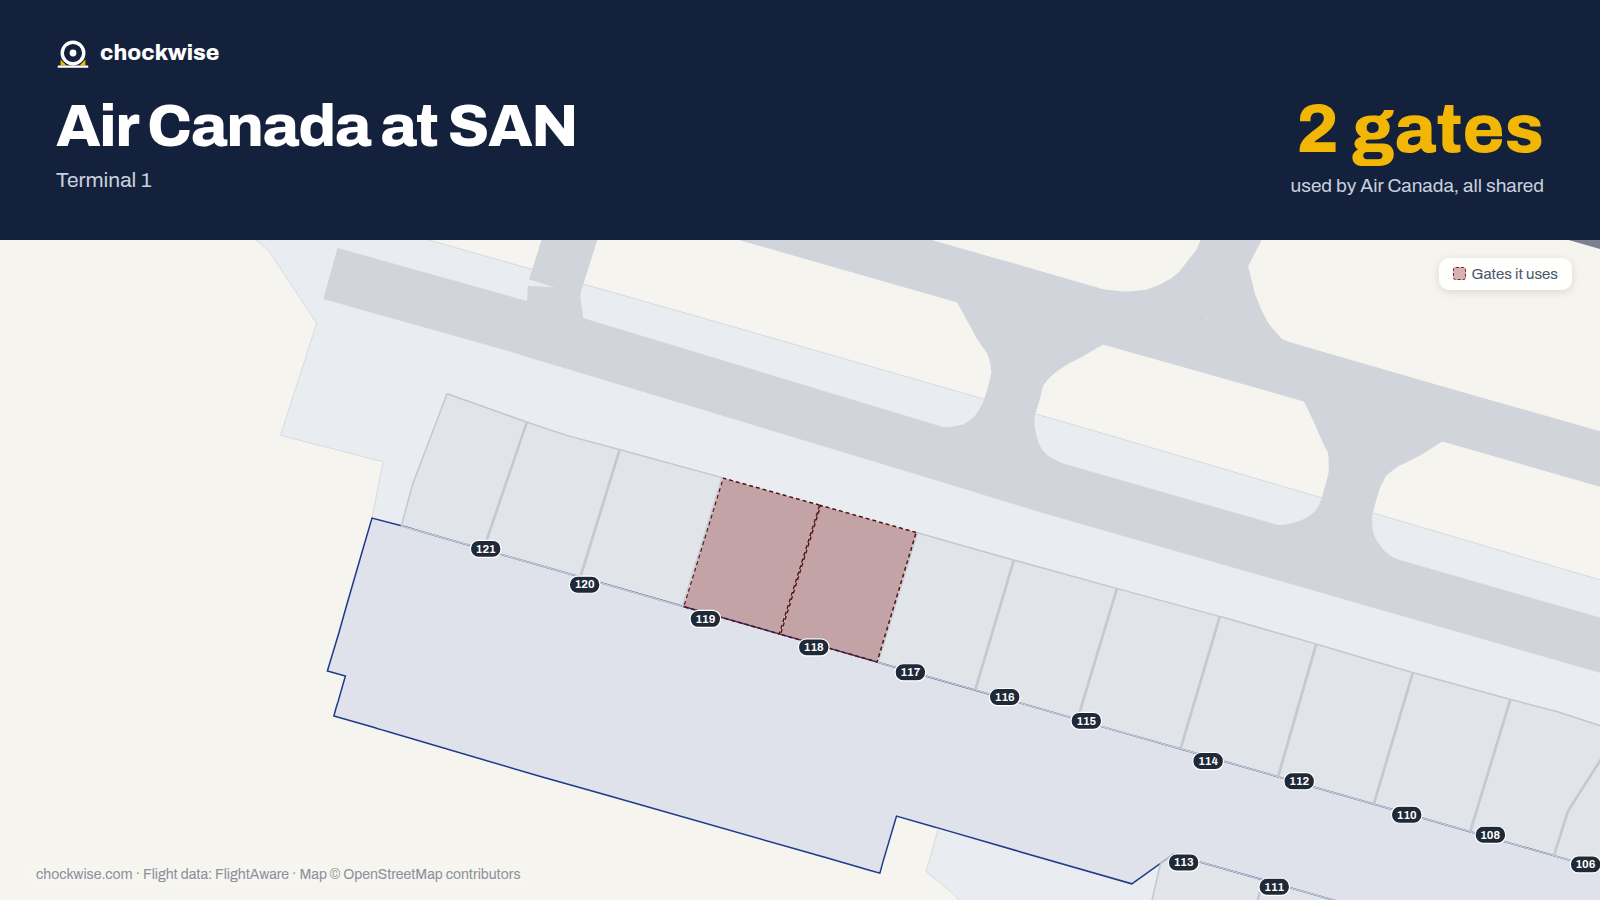 chockwise
Air Canada at SAN
Terminal 1
2 gates
used by Air Canada, all shared
Gates it uses
121
120
119
118
117
116
115
114
112
110
108
106
113
111
chockwise.com · Flight data: FlightAware · Map © OpenStreetMap contributors